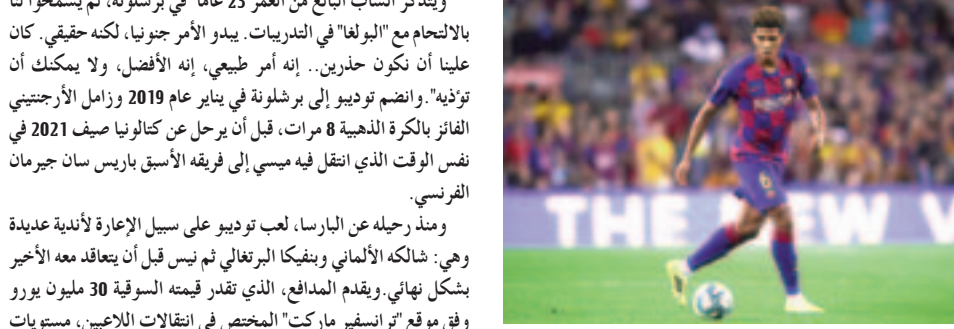 ويتذكر الشاب البالغ من العمر 23 عاما "في برشلونة، لم يسمحوا لنا
بالالتحام مع "البولغا" في التدريبات. يبدو الأمر جنونيا، لكنه حقيقي. كان
علينا أن نكون حذرين.. إنه أمر طبيعي، إنه الأفضل، ولا يمكنك أن
تؤذيه".وانضم توديبو إلى برشلونة في يناير عام 2019 وزامل الأرجنتيني
الفائز بالكرة الذهبية 8 مرات، قبل أن يرحل عن كتالونيا صيف 2021 في
نفس الوقت الذي انتقل فيه ميسي إلى فريقه الأسبق باريس سان جيرمان
الفرنسي.
ومنذ رحيله عن البارسا، لعب توديبو على سبيل الإعارة لأندية عديدة
وهي: شالكه الألماني وبنفيكا البرتغالي ثم نيس قبل أن يتعاقد معه الأخير
بشكل نهائي.ويقدم المدافع، الذي تقدر قيمته السوقية 30 مليون يورو
وفق موقع "ترانسفير ماركت" المختص في انتقالات اللاعبين، مستويات
THE EW V
6